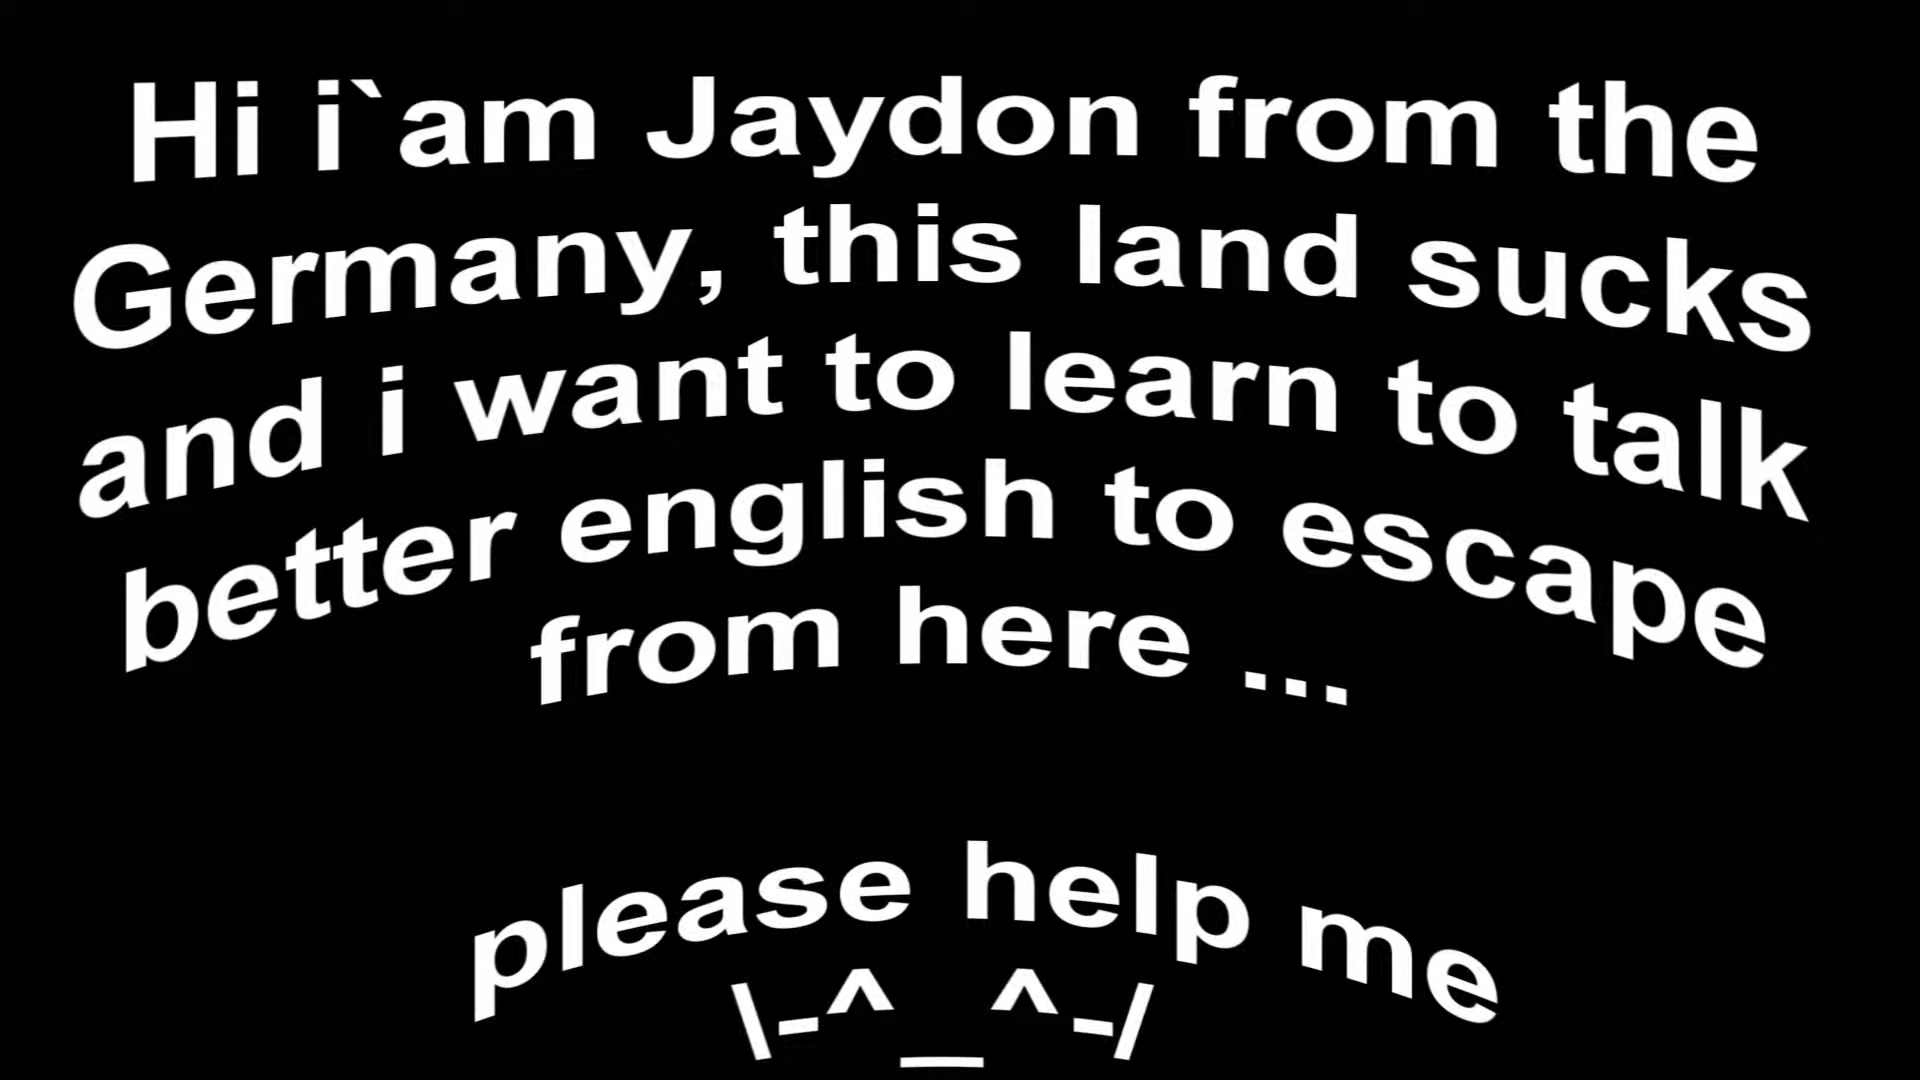 Hi i`am Jaydon from the
Germany, this land sucks
and i want to learn to talk
better english to escape
from here ...
please help me
\-^_^-/